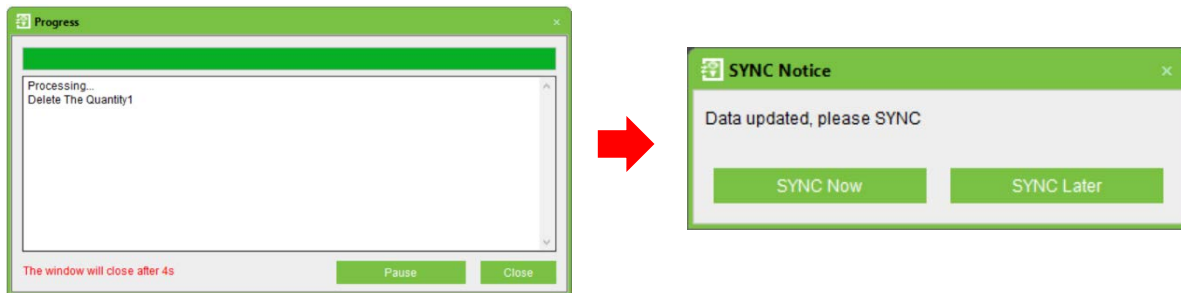 Progress
Processing...
Delete The Quantity1
The window will close after 4s
Pause
Close
SYNC Notice
Data updated, please SYNC
SYNC Now
SYNC Later